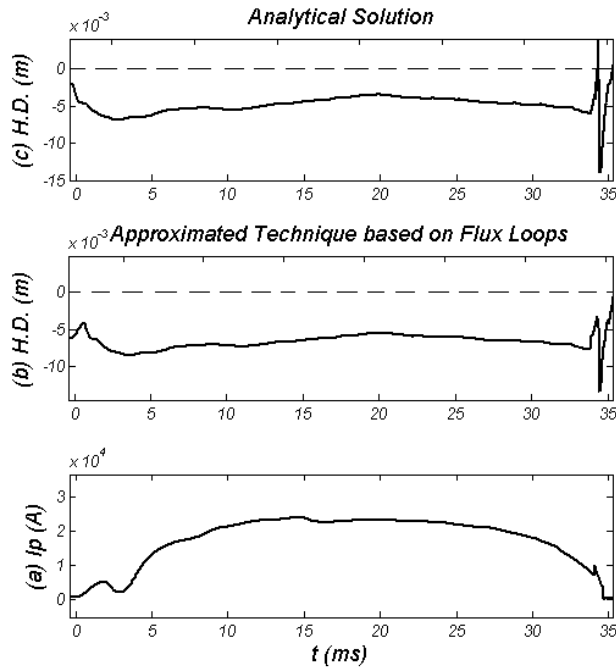 Analytical Solution
x 10⁻³
(c) H.D. (m)
0
-5
-10
-15
0 5 10 15 20 25 30 35
Approximated Technique based on Flux Loops
x 10⁻³
(b) H.D. (m)
0
-5
-10
0 5 10 15 20 25 30 35
x 10⁴
(a) Ip (A)
3
2
1
0
0 5 10 15 20 25 30 35
t (ms)